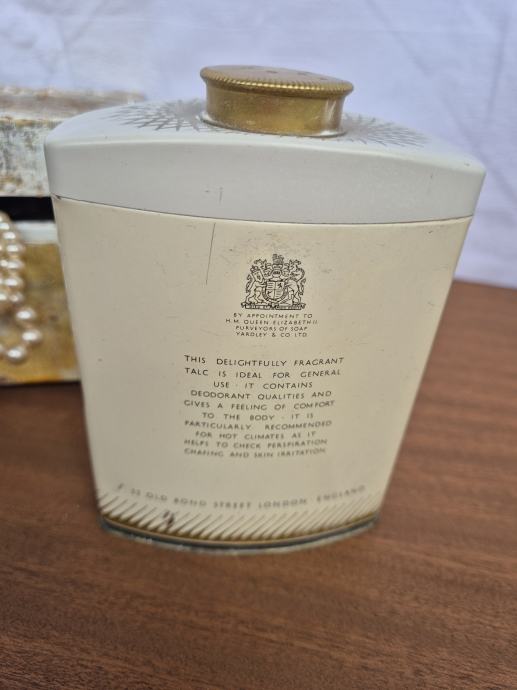 BY APPOINTMENT TO
H.M. QUEEN ELIZABETH II
PURVEYORS OF SOAP
YARDLEY & CO. LTD.
THIS DELIGHTFULLY FRAGRANT
TALC IS IDEAL FOR GENERAL
USE · IT CONTAINS
DEODORANT QUALITIES AND
GIVES A FEELING OF COMFORT
TO THE BODY · IT IS
PARTICULARLY RECOMMENDED
FOR HOT CLIMATES AS IT
HELPS TO CHECK PERSPIRATION
CHAFING AND SKIN IRRITATION
33 OLD BOND STREET LONDON · ENGLAND